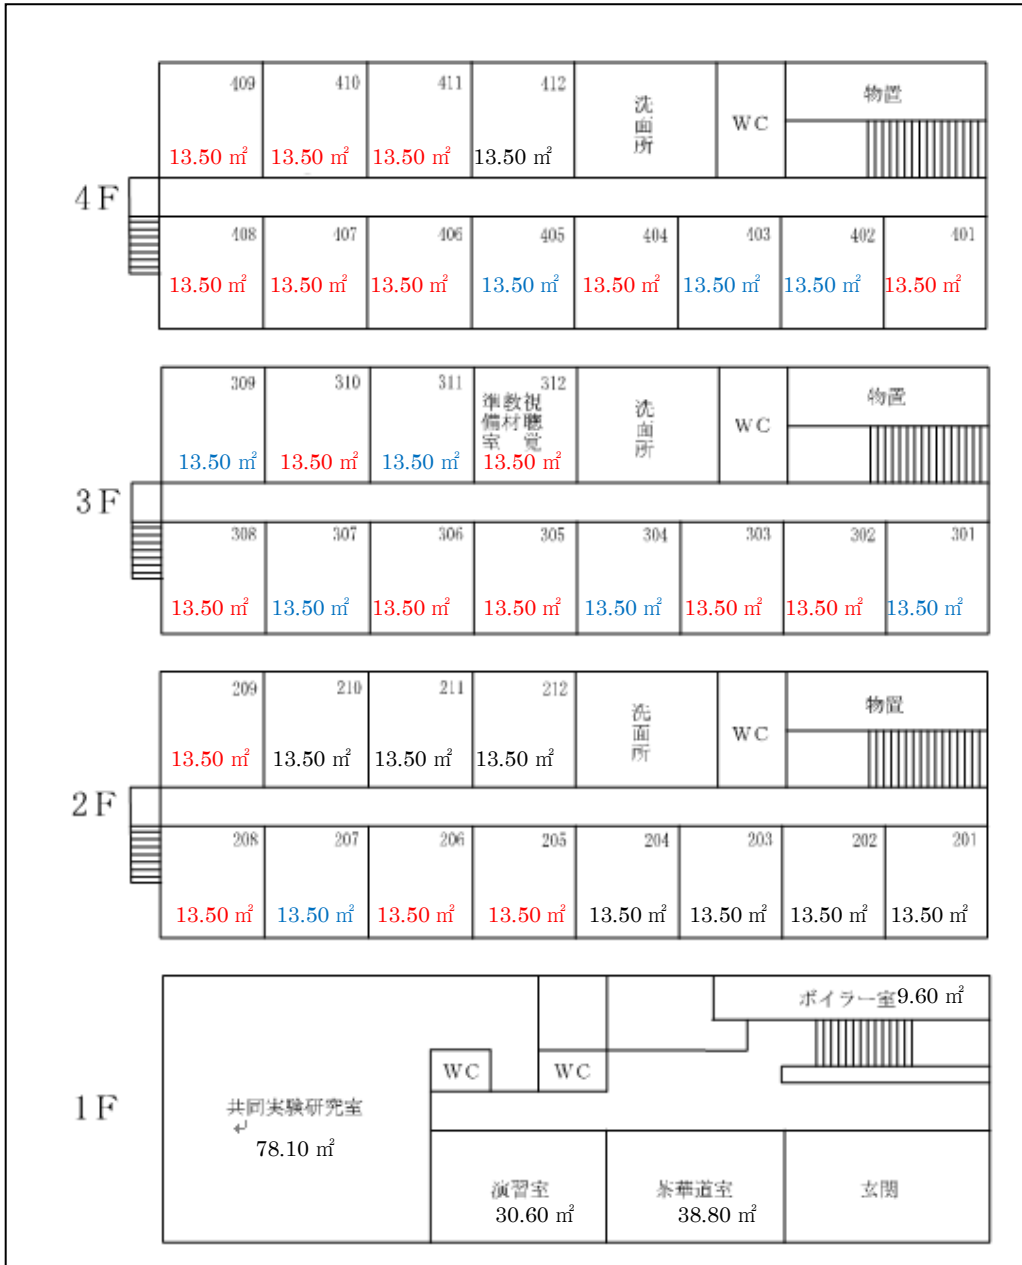 409 410 411 412
洗面所
WC
物置
13.50 ㎡ 13.50 ㎡ 13.50 ㎡ 13.50 ㎡
4F
408 407 406 405 404 403 402 401
13.50 ㎡ 13.50 ㎡ 13.50 ㎡ 13.50 ㎡ 13.50 ㎡ 13.50 ㎡ 13.50 ㎡ 13.50 ㎡
309 310 311 312
視聴覚
教材
準備室
洗面所
WC
物置
13.50 ㎡ 13.50 ㎡ 13.50 ㎡ 13.50 ㎡
3F
308 307 306 305 304 303 302 301
13.50 ㎡ 13.50 ㎡ 13.50 ㎡ 13.50 ㎡ 13.50 ㎡ 13.50 ㎡ 13.50 ㎡ 13.50 ㎡
209 210 211 212
洗面所
WC
物置
13.50 ㎡ 13.50 ㎡ 13.50 ㎡ 13.50 ㎡
2F
208 207 206 205 204 203 202 201
13.50 ㎡ 13.50 ㎡ 13.50 ㎡ 13.50 ㎡ 13.50 ㎡ 13.50 ㎡ 13.50 ㎡ 13.50 ㎡
ボイラー室9.60 ㎡
WC WC
1F
共同実験研究室
↵
78.10 ㎡
演習室 茶華道室 玄関
30.60 ㎡ 38.80 ㎡